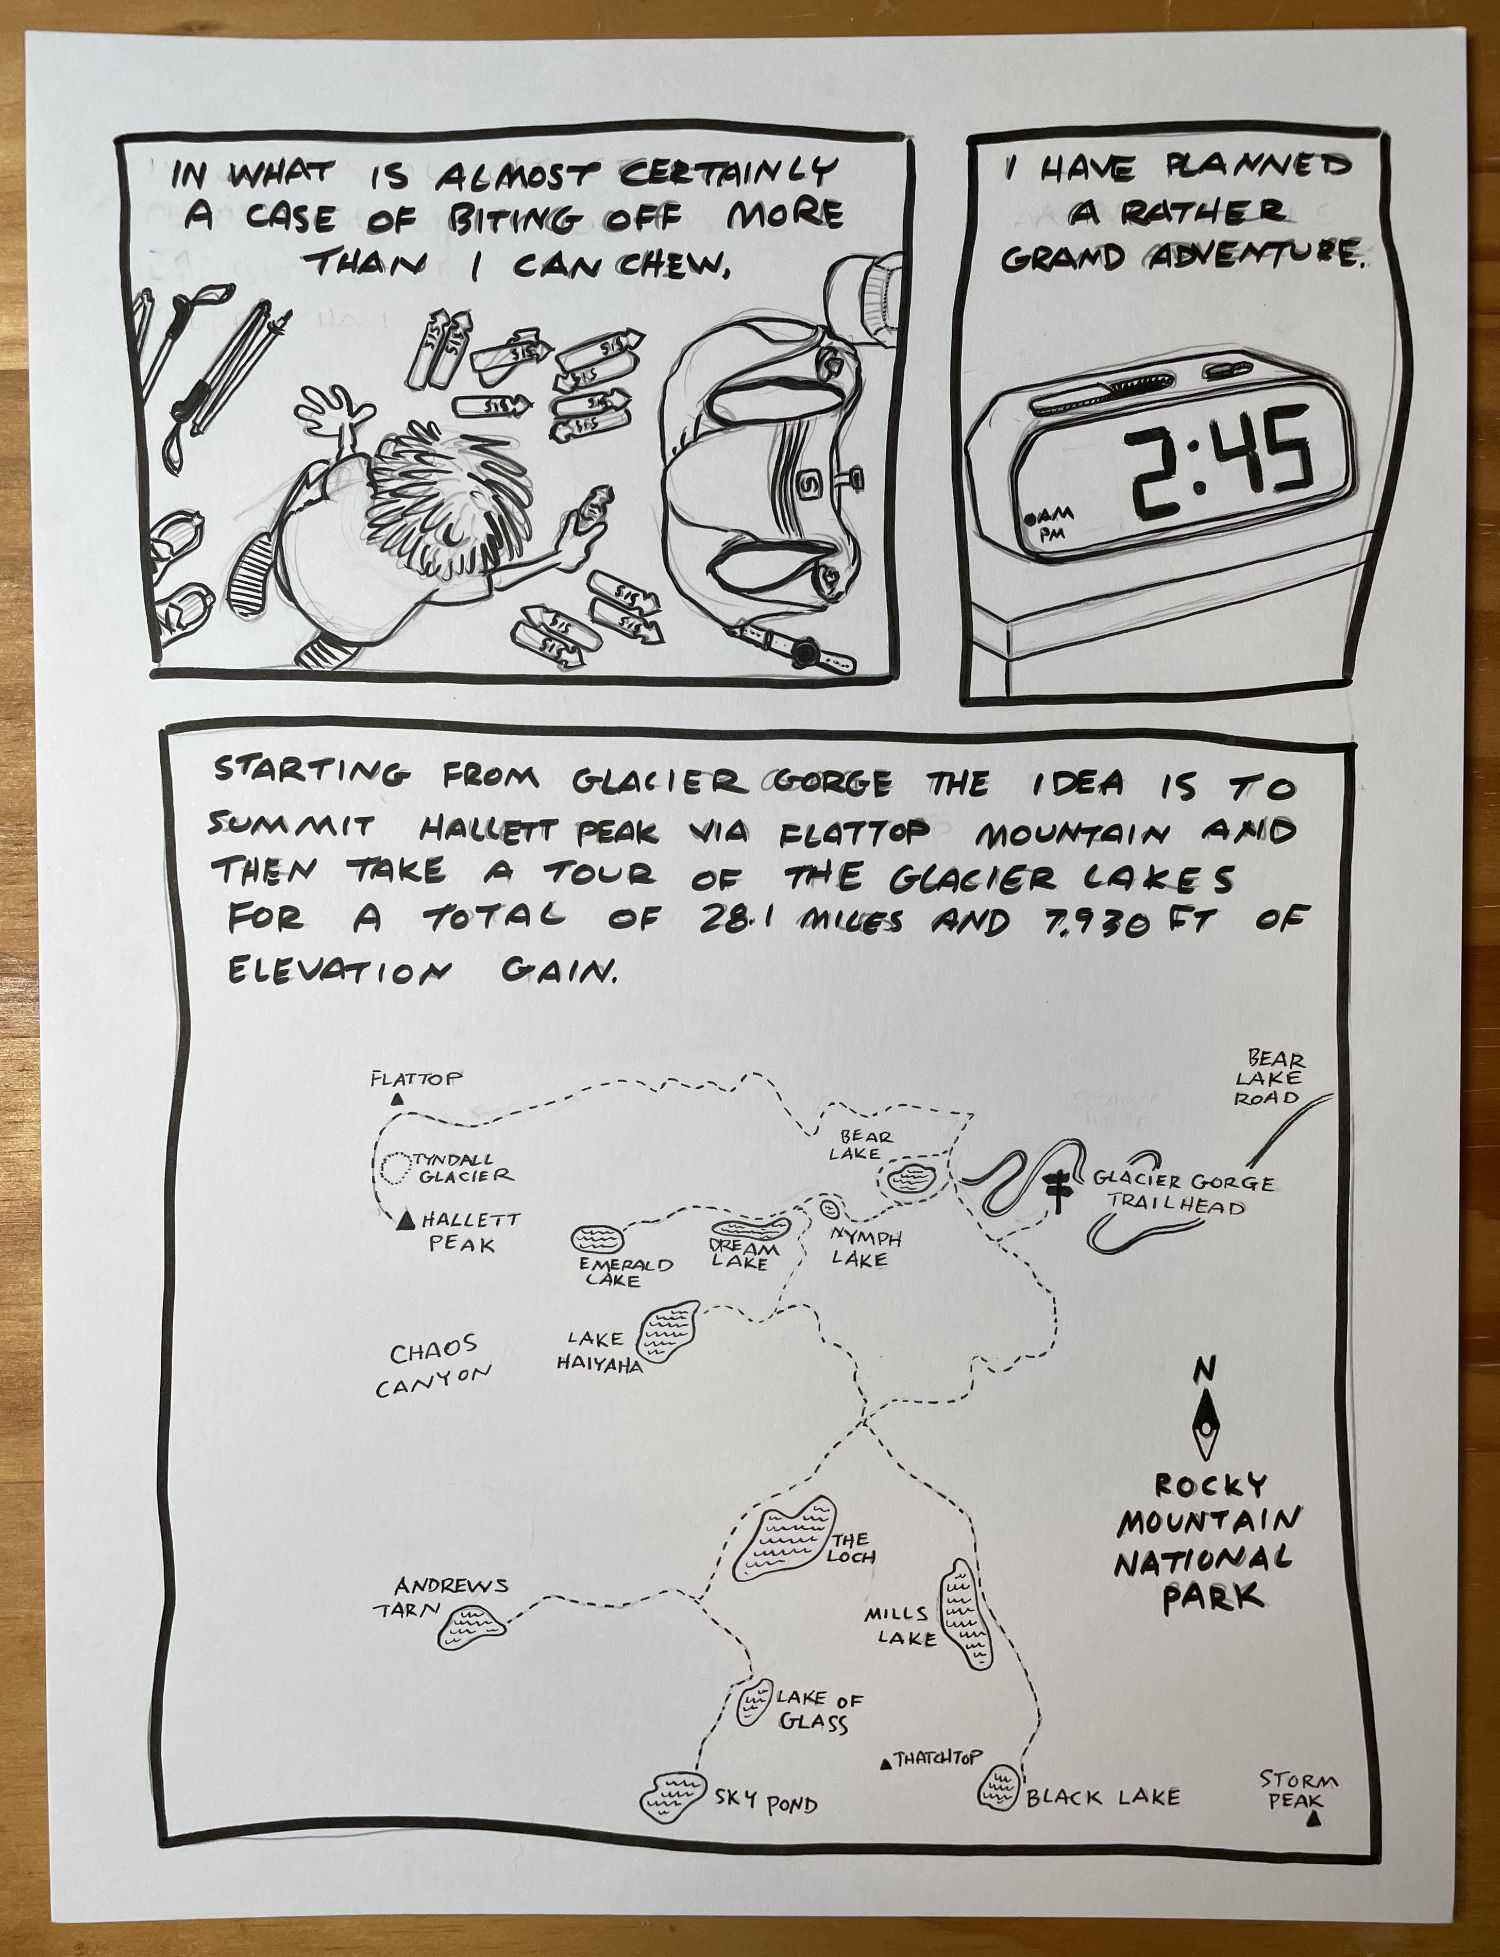 IN WHAT IS ALMOST CERTAINLY
A CASE OF BITING OFF MORE
THAN I CAN CHEW,
SIS
SIS
SIS
SIS
SIS
SIS
SIS
SIS
SIS
SIS
SIS
SIS
S
I HAVE PLANNED
A RATHER
GRAND ADVENTURE.
2:45
AM
PM
STARTING FROM GLACIER GORGE THE IDEA IS TO
SUMMIT HALLETT PEAK VIA FLATTOP MOUNTAIN AND
THEN TAKE A TOUR OF THE GLACIER LAKES
FOR A TOTAL OF 28.1 MILES AND 7,930 FT OF
ELEVATION GAIN.
FLATTOP
TYNDALL
GLACIER
HALLETT
PEAK
BEAR
LAKE
BEAR
LAKE
ROAD
GLACIER GORGE
TRAILHEAD
EMERALD
LAKE
DREAM
LAKE
NYMPH
LAKE
LAKE
HAIYAHA
CHAOS
CANYON
N
ROCKY
MOUNTAIN
NATIONAL
PARK
THE
LOCH
ANDREWS
TARN
MILLS
LAKE
LAKE OF
GLASS
SKY POND
THATCHTOP
BLACK LAKE
STORM
PEAK